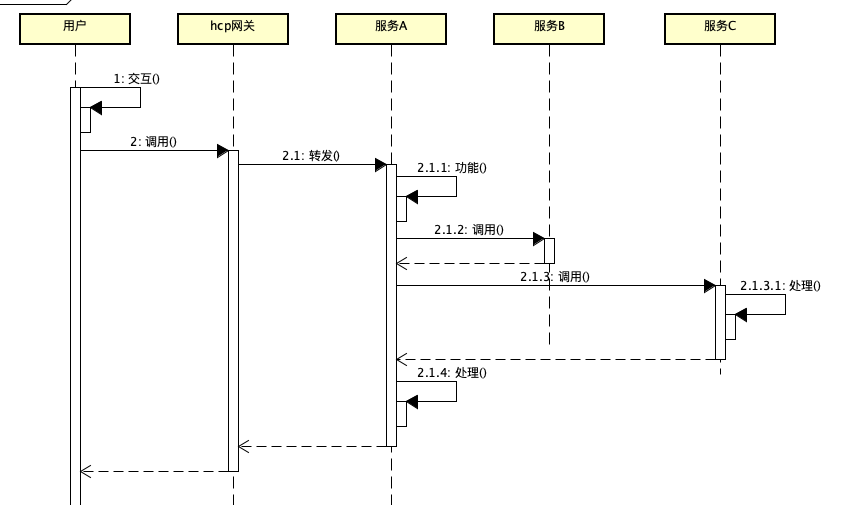 用户
hcp网关
服务A
服务B
服务C
1: 交互()
2: 调用()
2.1: 转发()
2.1.1: 功能()
2.1.2: 调用()
2.1.3: 调用()
2.1.3.1: 处理()
2.1.4: 处理()